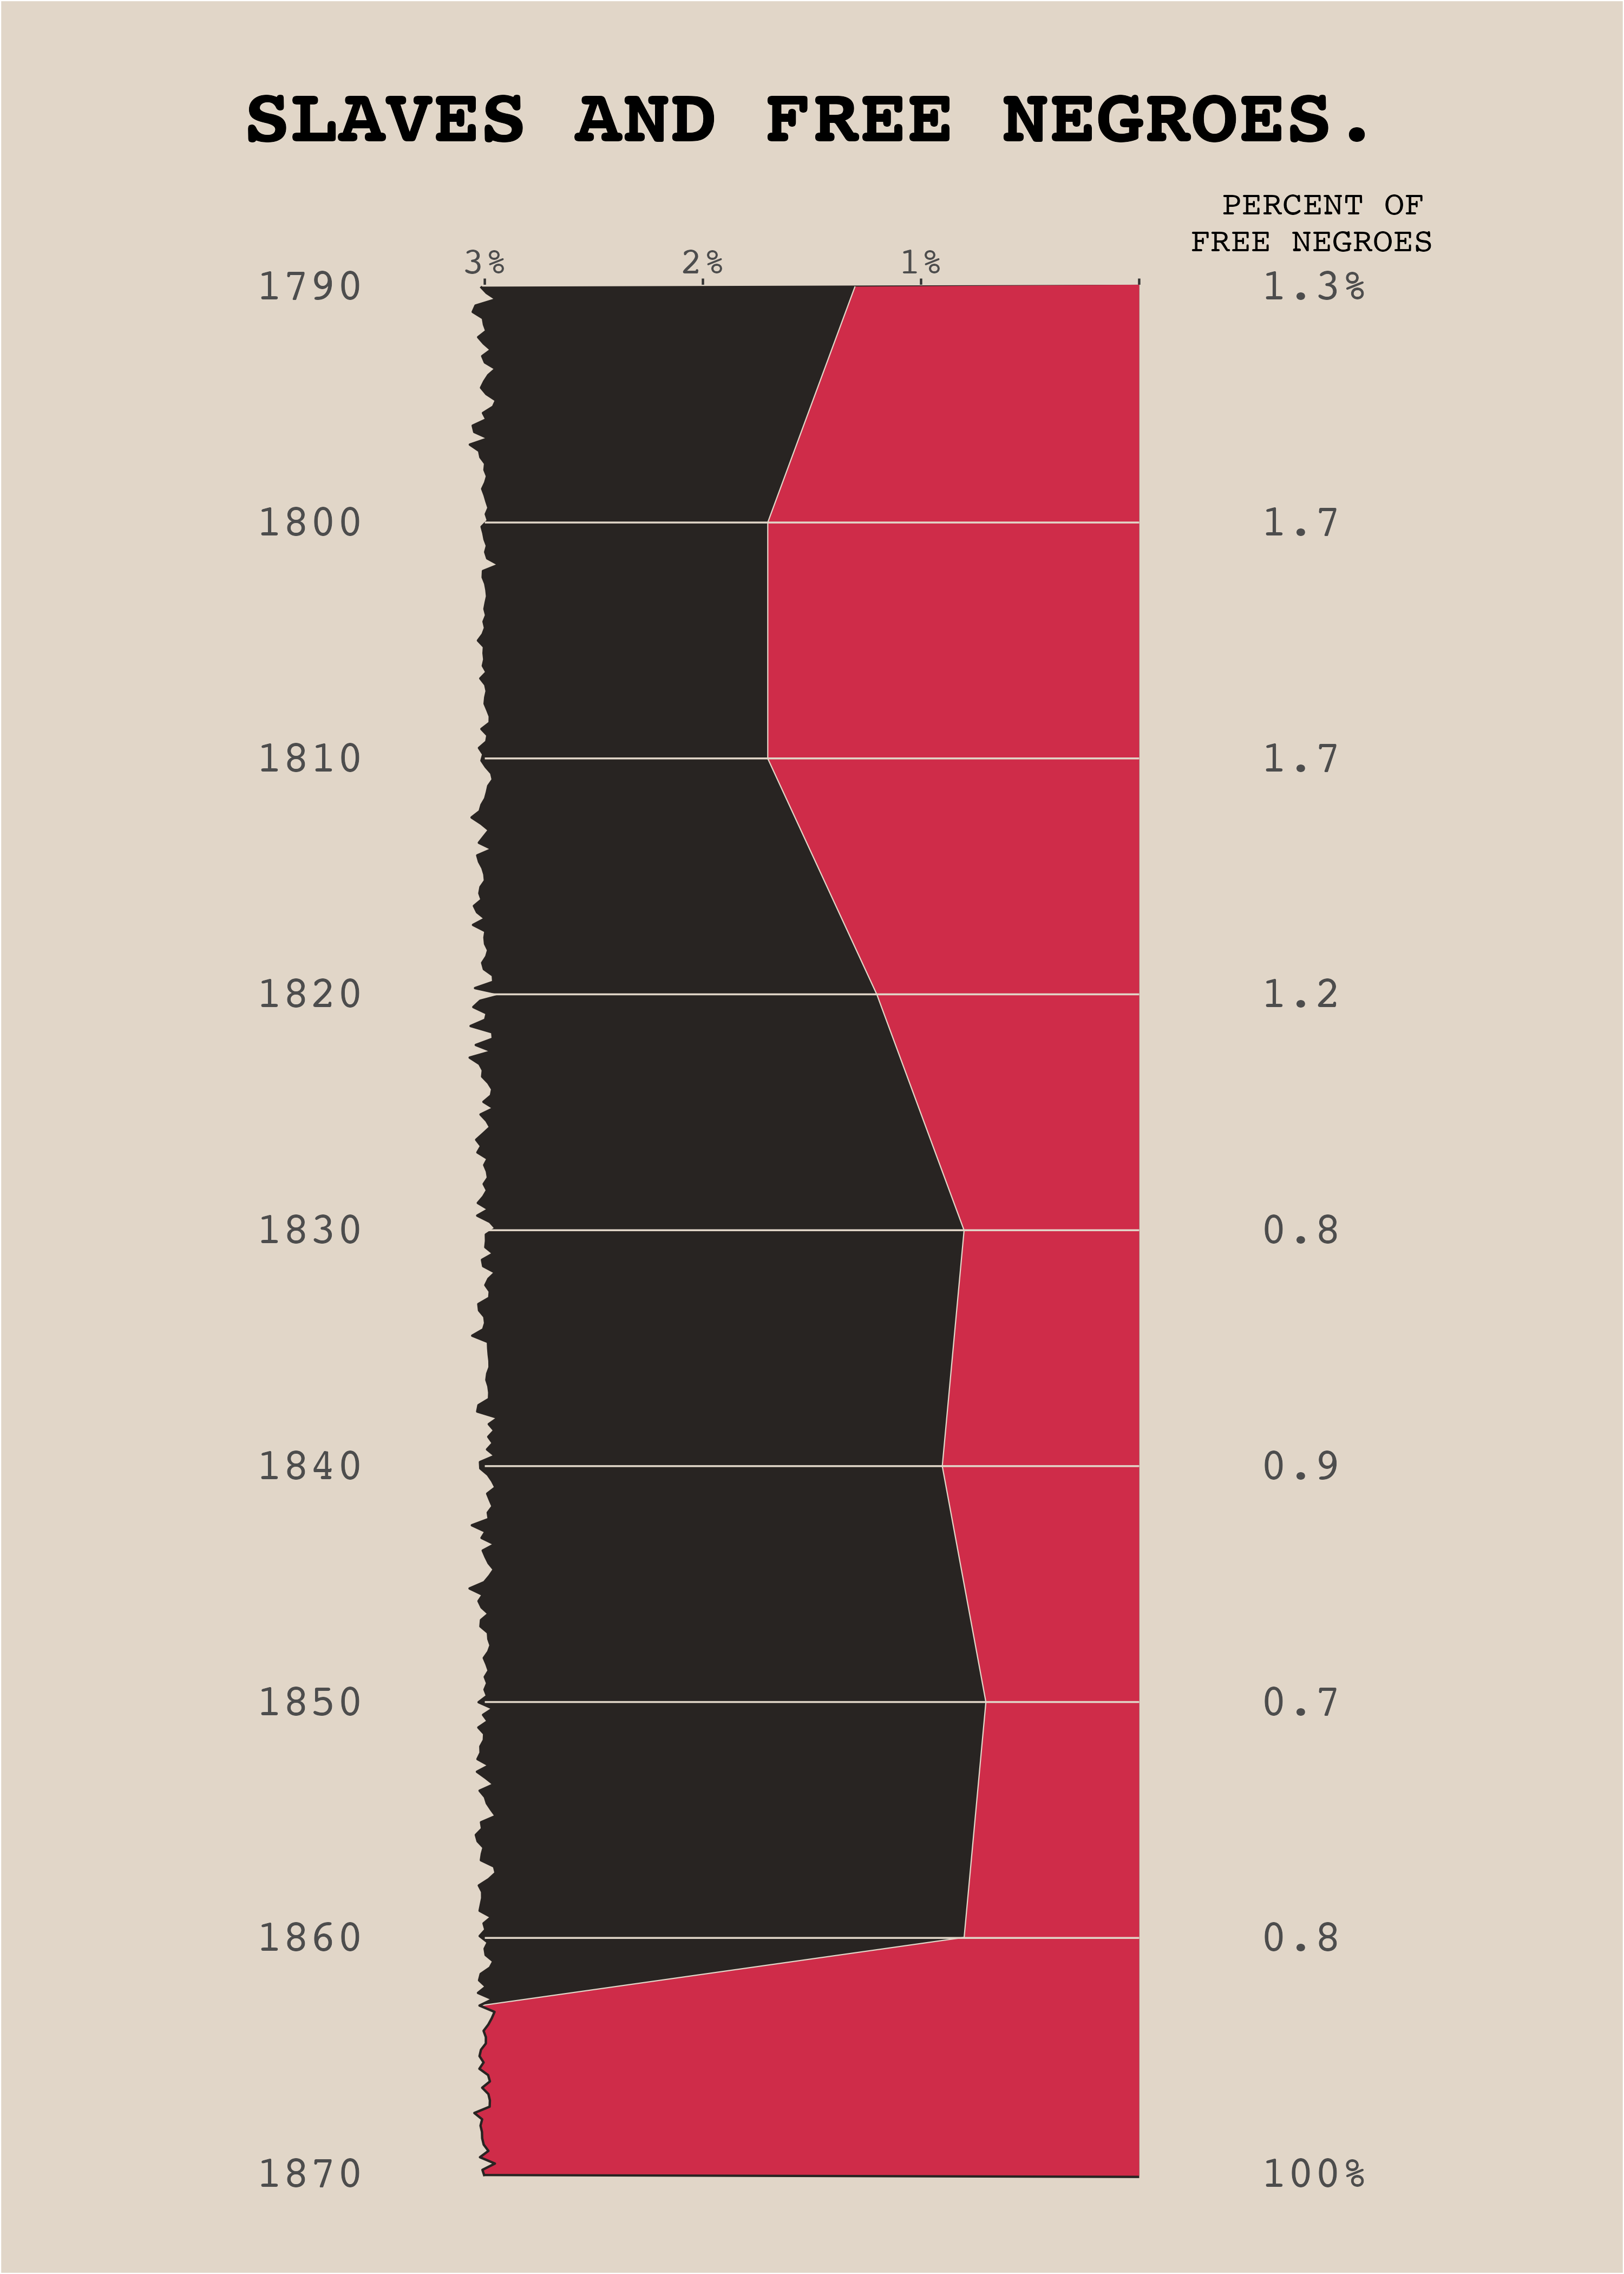 SLAVES AND FREE NEGROES.
PERCENT OF
FREE NEGROES
3% 2% 1%
1790 1.3%
1800 1.7
1810 1.7
1820 1.2
1830 0.8
1840 0.9
1850 0.7
1860 0.8
1870 100%